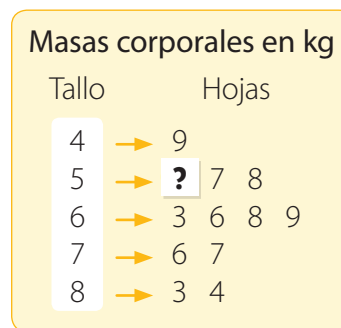 Masas corporales en kg
Tallo Hojas
4 9
5 ? 7 8
6 3 6 8 9
7 6 7
8 3 4